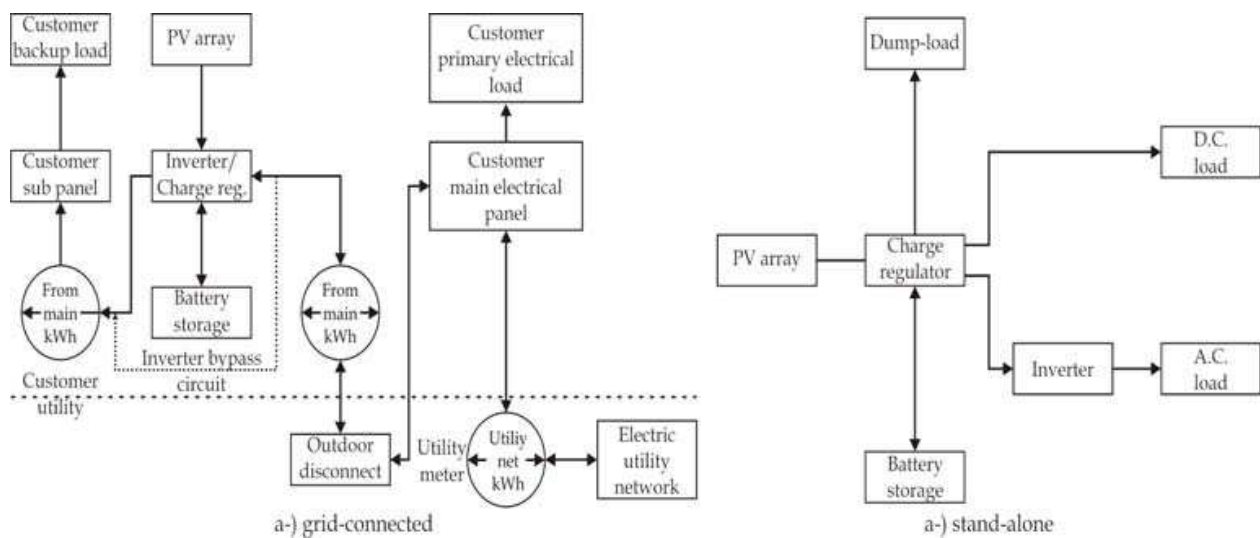 Customer
backup load
PV array
Customer
primary electrical
load
Customer
sub panel
Inverter/
Charge reg.
Customer
main electrical
panel
From
main
kWh
Battery
storage
From
main
kWh
Inverter bypass
circuit
Customer
utility
Outdoor
disconnect
Utility
meter
Utiliy
net
kWh
Electric
utility
network
a-) grid-connected
Dump-load
D.C.
load
PV array
Charge
regulator
Inverter
A.C.
load
Battery
storage
a-) stand-alone